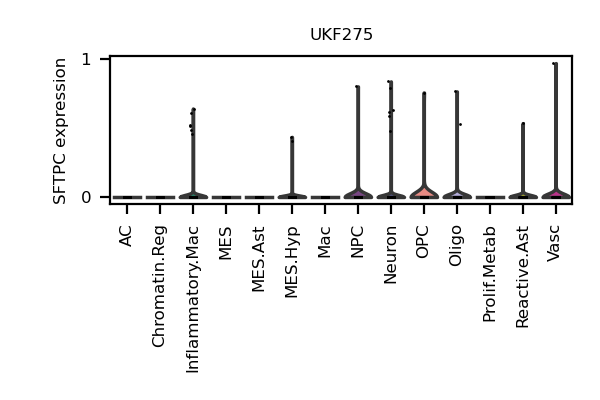 UKF275
SFTPC expression
1
0
AC
Chromatin.Reg
Inflammatory.Mac
MES
MES.Ast
MES.Hyp
Mac
NPC
Neuron
OPC
Oligo
Prolif.Metab
Reactive.Ast
Vasc